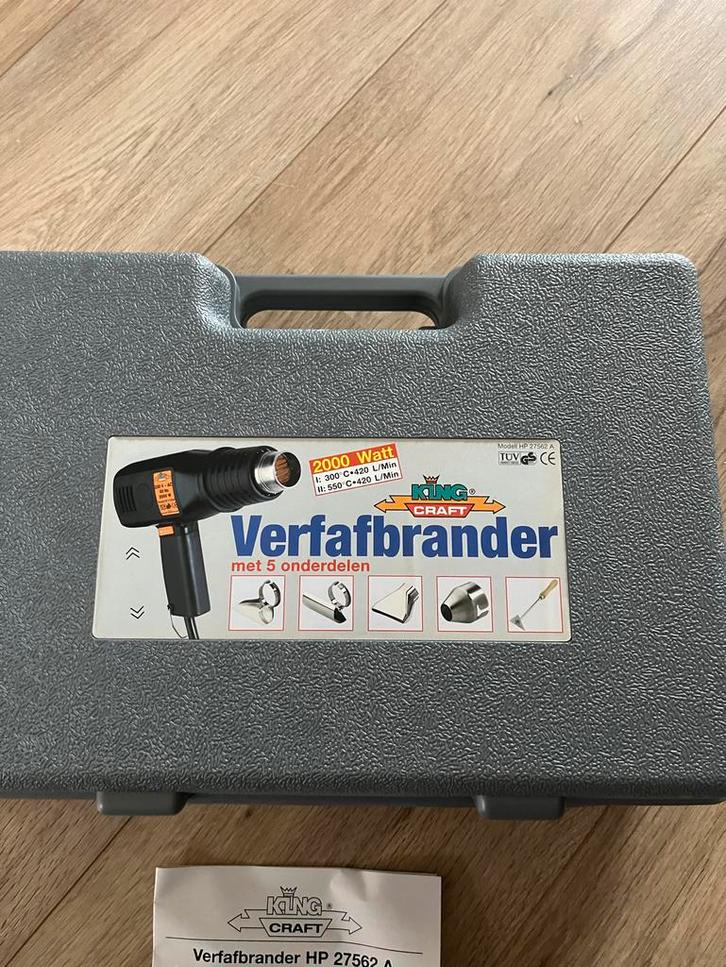 Modell HP 27562 A
TÜV GS CE
2000 Watt
I: 300°C•420 L/Min
II: 550°C•420 L/Min
KING®
CRAFT
Verfafbrander
met 5 onderdelen
KING®
CRAFT
Verfafbrander HP 27562 A